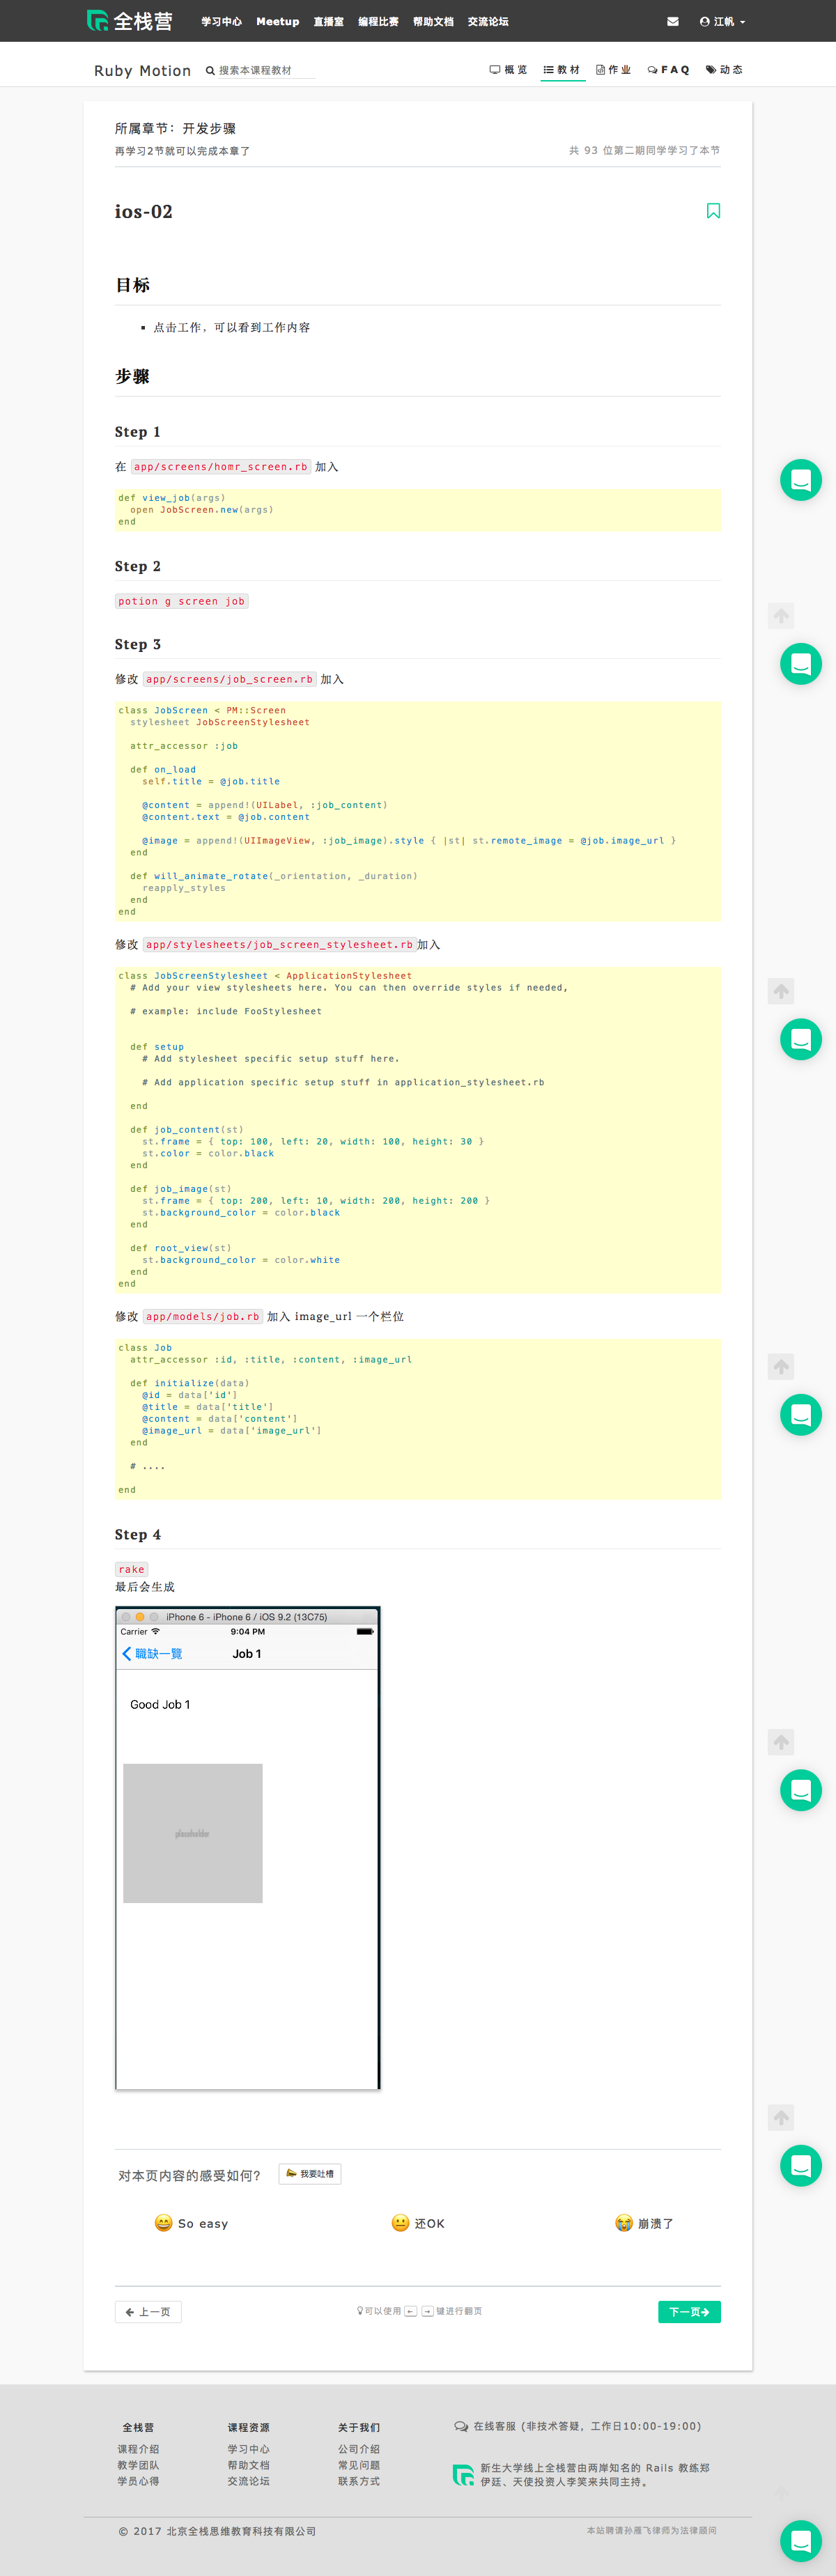 全栈营 学习中心 Meetup 直播室 编程比赛 帮助文档 交流论坛 江帆
Ruby Motion 搜索本课程教材 概览 教材 作业 FAQ 动态
所属章节：开发步骤
再学习2节就可以完成本章了 共 93 位第二期同学学习了本节
ios-02
目标
点击工作，可以看到工作内容
步骤
Step 1
在 app/screens/homr_screen.rb 加入
def view_job(args)
  open JobScreen.new(args)
end
Step 2
potion g screen job
Step 3
修改 app/screens/job_screen.rb 加入
class JobScreen < PM::Screen
  stylesheet JobScreenStylesheet
  attr_accessor :job
  def on_load
    self.title = @job.title
    @content = append!(UILabel, :job_content)
    @content.text = @job.content
    @image = append!(UIImageView, :job_image).style { |st| st.remote_image = @job.image_url }
  end
  def will_animate_rotate(_orientation, _duration)
    reapply_styles
  end
end
修改 app/stylesheets/job_screen_stylesheet.rb 加入
class JobScreenStylesheet < ApplicationStylesheet
  # Add your view stylesheets here. You can then override styles if needed,
  # example: include FooStylesheet
  def setup
    # Add stylesheet specific setup stuff here.
    # Add application specific setup stuff in application_stylesheet.rb
  end
  def job_content(st)
    st.frame = { top: 100, left: 20, width: 100, height: 30 }
    st.color = color.black
  end
  def job_image(st)
    st.frame = { top: 200, left: 10, width: 200, height: 200 }
    st.background_color = color.black
  end
  def root_view(st)
    st.background_color = color.white
  end
end
修改 app/models/job.rb 加入 image_url 一个栏位
class Job
  attr_accessor :id, :title, :content, :image_url
  def initialize(data)
    @id = data['id']
    @title = data['title']
    @content = data['content']
    @image_url = data['image_url']
  end
  # ....
end
Step 4
rake
最后会生成
iPhone 6 - iPhone 6 / iOS 9.2 (13C75)
Carrier 9:04 PM
職缺一覽 Job 1
Good Job 1
placeholder
对本页内容的感受如何？ 我要吐槽
So easy 还OK 崩溃了
上一页 可以使用 ← → 键进行翻页 下一页
全栈营 课程资源 关于我们 在线客服 (非技术答疑，工作日10:00-19:00)
课程介绍 学习中心 公司介绍
教学团队 帮助文档 常见问题 新生大学线上全栈营由两岸知名的 Rails 教练郑
学员心得 交流论坛 联系方式 伊廷、天使投资人李笑来共同主持。
© 2017 北京全栈思维教育科技有限公司 本站聘请孙雁飞律师为法律顾问